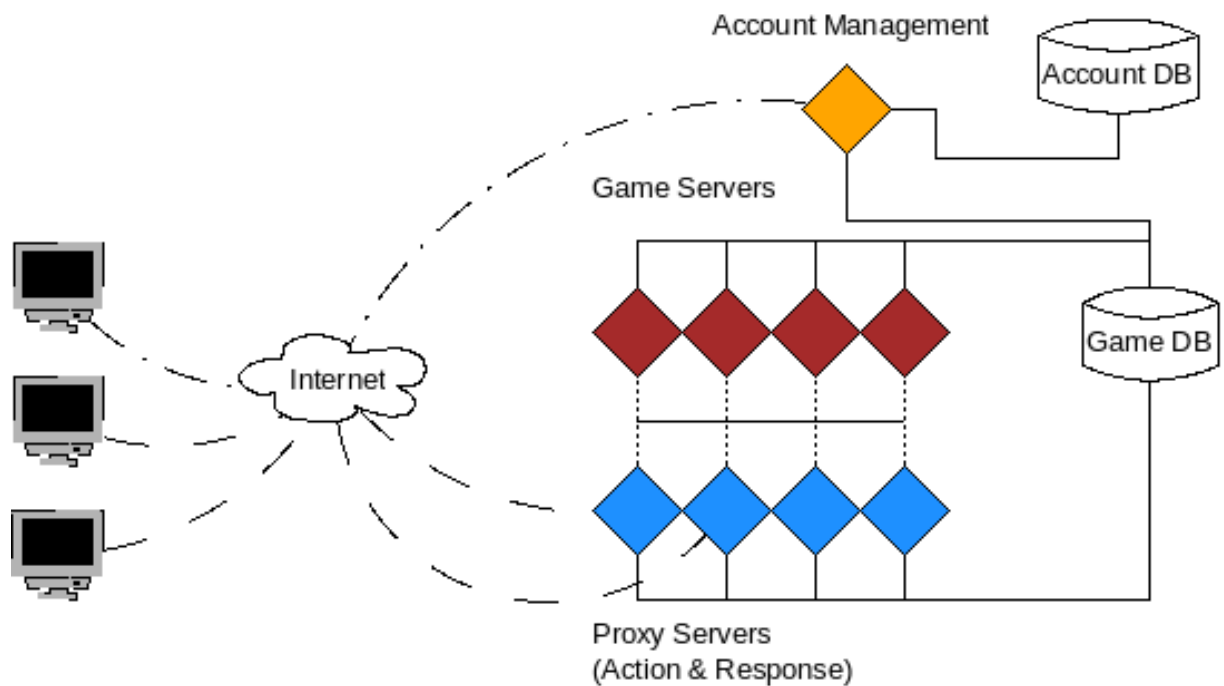 Account Management
Account DB
Game Servers
Internet
Game DB
Proxy Servers
(Action & Response)